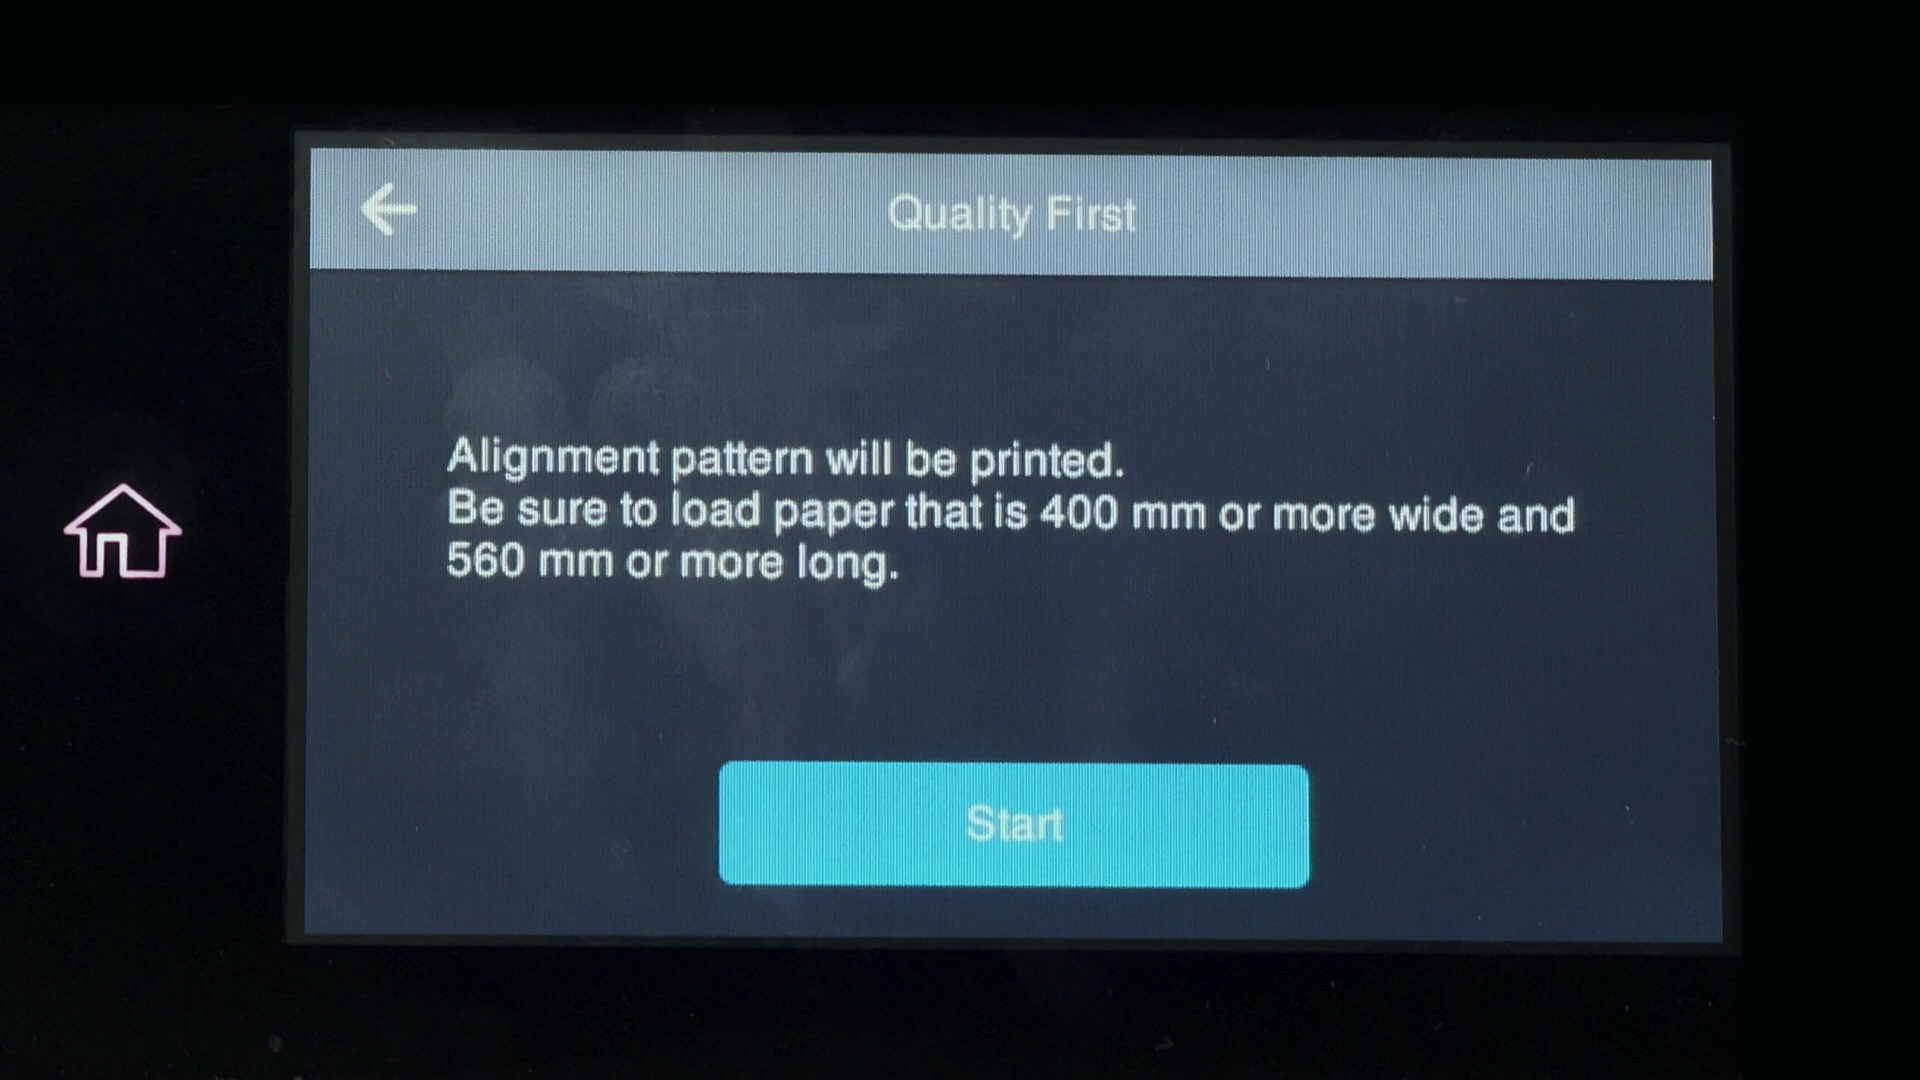 Quality First
Alignment pattern will be printed.
Be sure to load paper that is 400 mm or more wide and
560 mm or more long.
Start